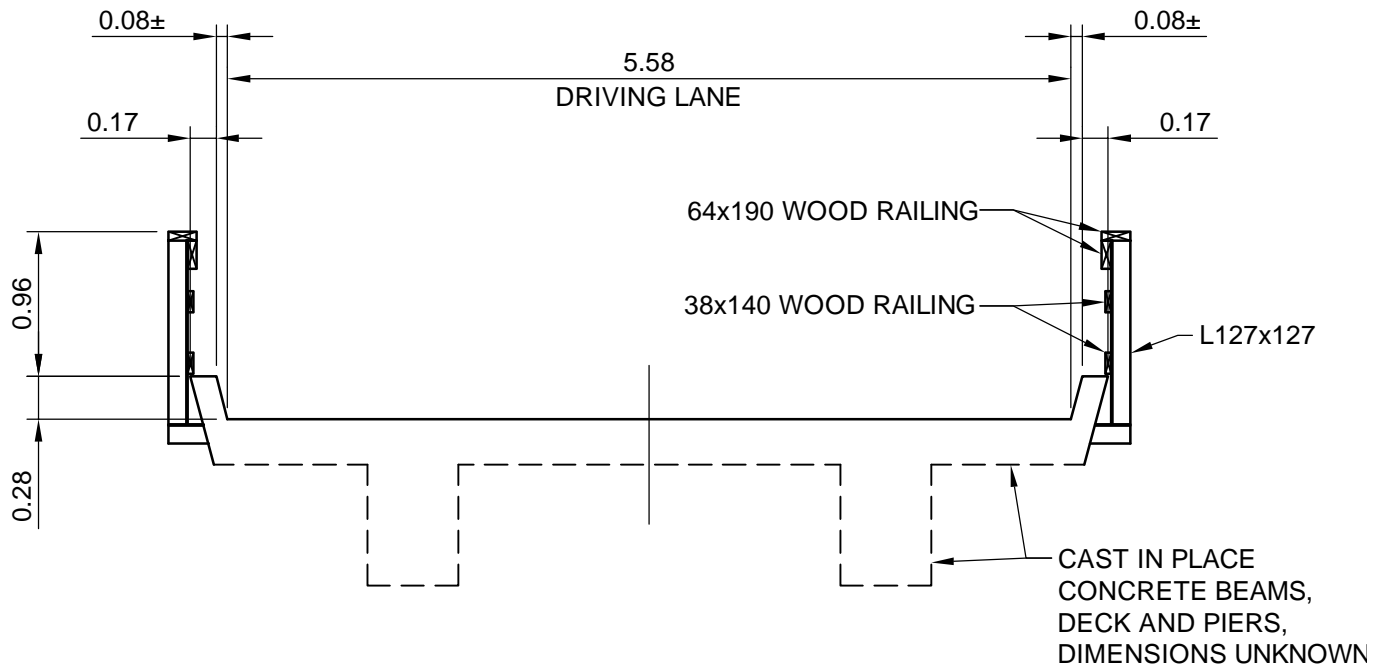 0.08±
0.08±
5.58
DRIVING LANE
0.17
0.17
64x190 WOOD RAILING
0.96
38x140 WOOD RAILING
L127x127
0.28
CAST IN PLACE
CONCRETE BEAMS,
DECK AND PIERS,
DIMENSIONS UNKNOWN